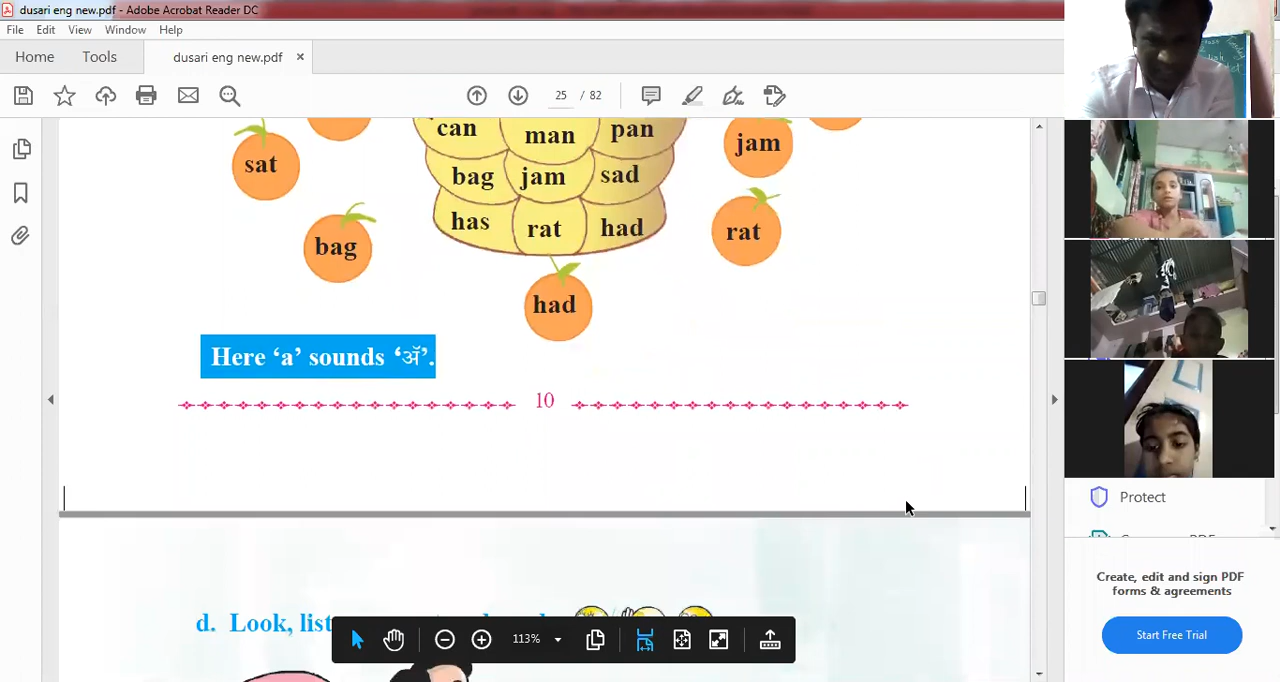 dusari eng new.pdf - Adobe Acrobat Reader DC
File Edit View Window Help
Home Tools dusari eng new.pdf ×
25 / 82
can man pan
sat
jam
bag jam sad
has rat had
rat
bag
had
Here ‘a’ sounds ‘ॲ’.
10
d. Look,
113%
Protect
Create, edit and sign PDF
forms & agreements
Start Free Trial